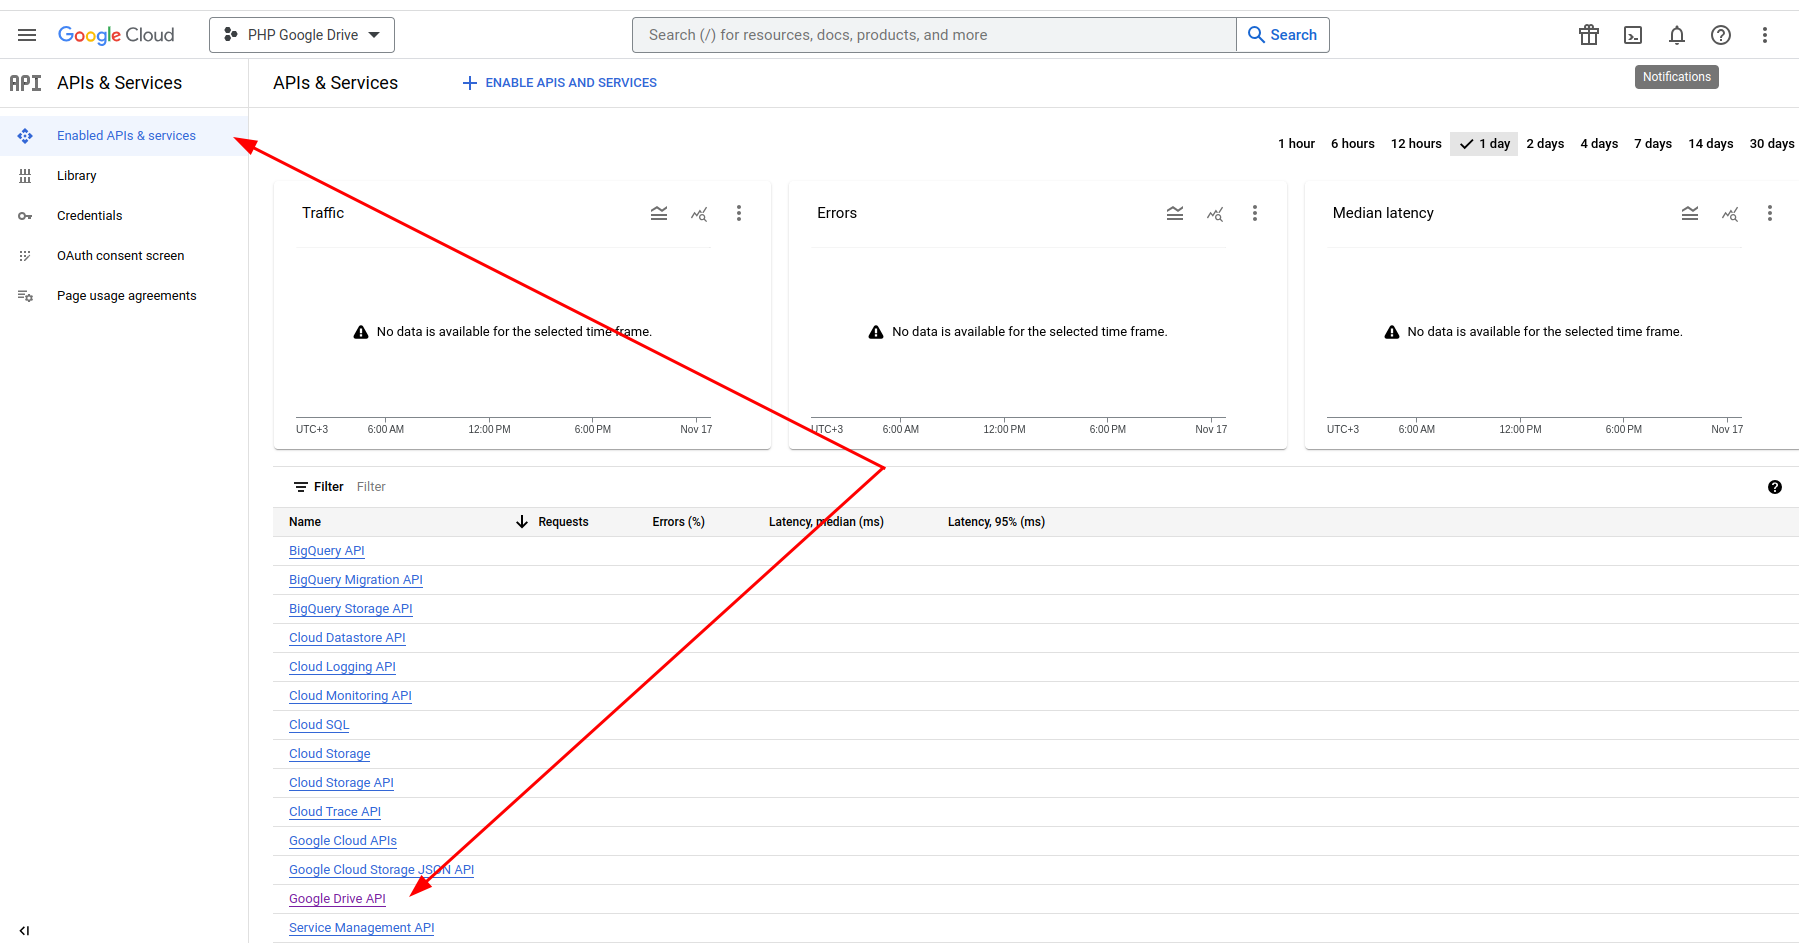 Google Cloud
PHP Google Drive
Search (/) for resources, docs, products, and more
Search
API
APIs & Services
APIs & Services
ENABLE APIS AND SERVICES
Notifications
Enabled APIs & services
Library
Credentials
OAuth consent screen
Page usage agreements
1 hour 6 hours 12 hours 1 day 2 days 4 days 7 days 14 days 30 days
Traffic
No data is available for the selected time frame.
UTC+3 6:00 AM 12:00 PM 6:00 PM Nov 17
Errors
No data is available for the selected time frame.
UTC+3 6:00 AM 12:00 PM 6:00 PM Nov 17
Median latency
No data is available for the selected time frame.
UTC+3 6:00 AM 12:00 PM 6:00 PM Nov 17
Filter Filter
Name Requests Errors (%) Latency, median (ms) Latency, 95% (ms)
BigQuery API
BigQuery Migration API
BigQuery Storage API
Cloud Datastore API
Cloud Logging API
Cloud Monitoring API
Cloud SQL
Cloud Storage
Cloud Storage API
Cloud Trace API
Google Cloud APIs
Google Cloud Storage JSON API
Google Drive API
Service Management API